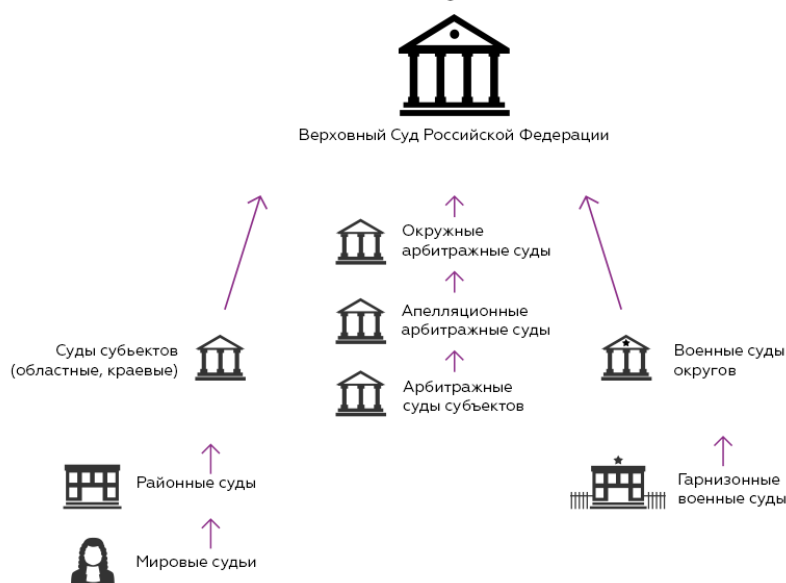 Верховный Суд Российской Федерации
Окружные
арбитражные суды
Апелляционные
арбитражные суды
Арбитражные
суды субъектов
Суды субьектов
(областные, краевые)
Районные суды
Мировые судьи
Военные суды
округов
Гарнизонные
военные суды